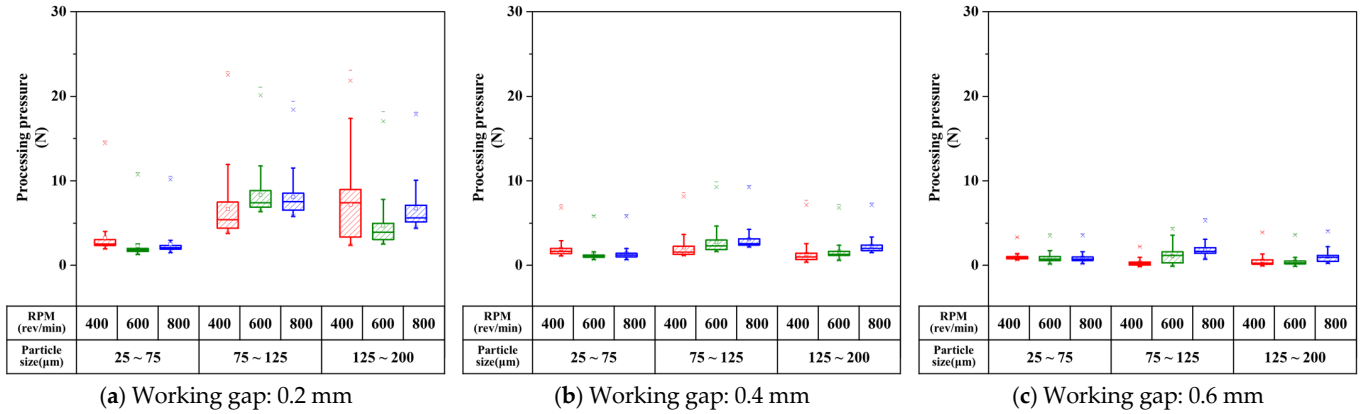 30
20
10
0
Processing pressure
(N)
RPM
(rev/min)
400 600 800 400 600 800 400 600 800
Particle
size(μm)
25 ~ 75 75 ~ 125 125 ~ 200
(a) Working gap: 0.2 mm
30
20
10
0
Processing pressure
(N)
RPM
(rev/min)
400 600 800 400 600 800 400 600 800
Particle
size(μm)
25 ~ 75 75 ~ 125 125 ~ 200
(b) Working gap: 0.4 mm
30
20
10
0
Processing pressure
(N)
RPM
(rev/min)
400 600 800 400 600 800 400 600 800
Particle
size(μm)
25 ~ 75 75 ~ 125 125 ~ 200
(c) Working gap: 0.6 mm